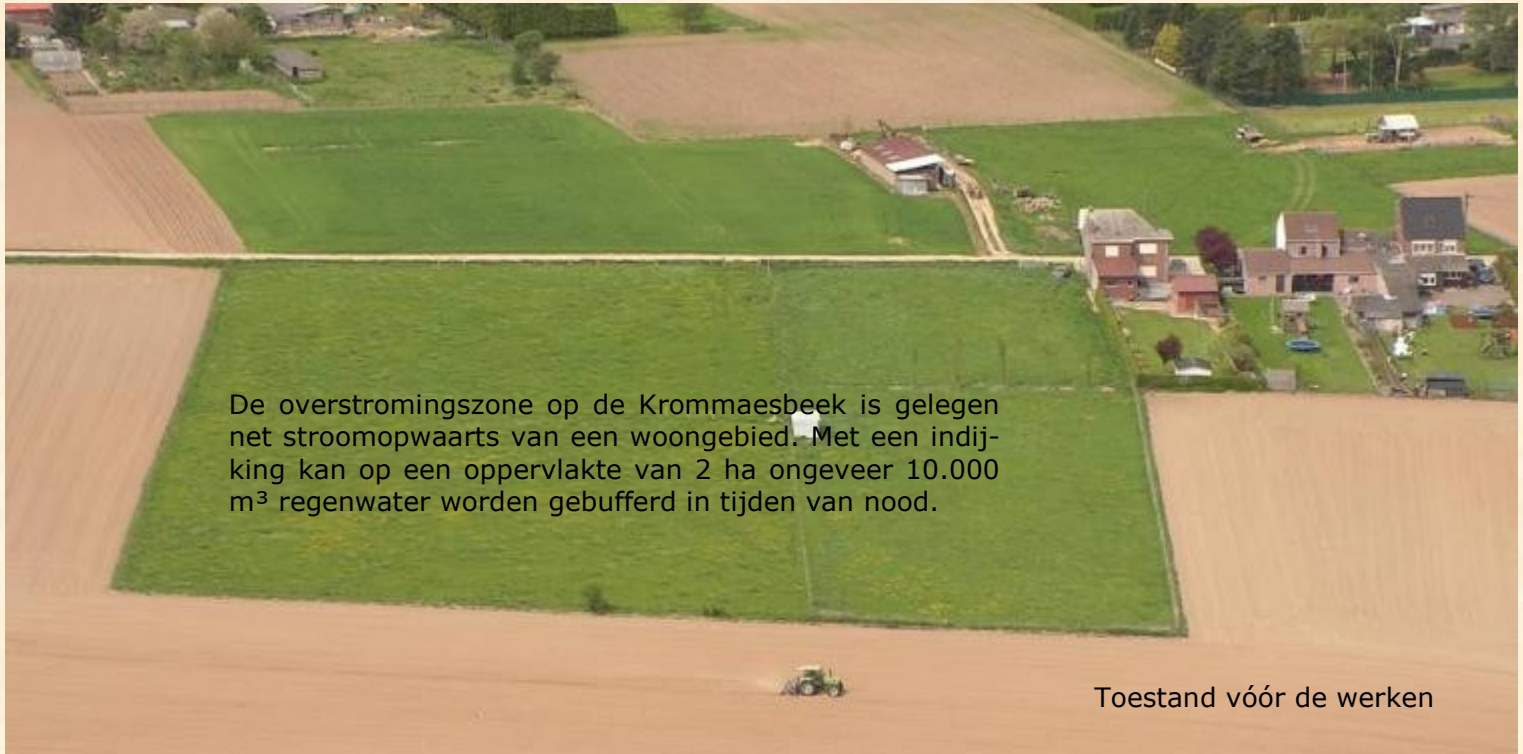 De overstromingszone op de Krommaesbeek is gelegen
net stroomopwaarts van een woongebied. Met een indij-
king kan op een oppervlakte van 2 ha ongeveer 10.000
m³ regenwater worden gebufferd in tijden van nood.
Toestand vóór de werken